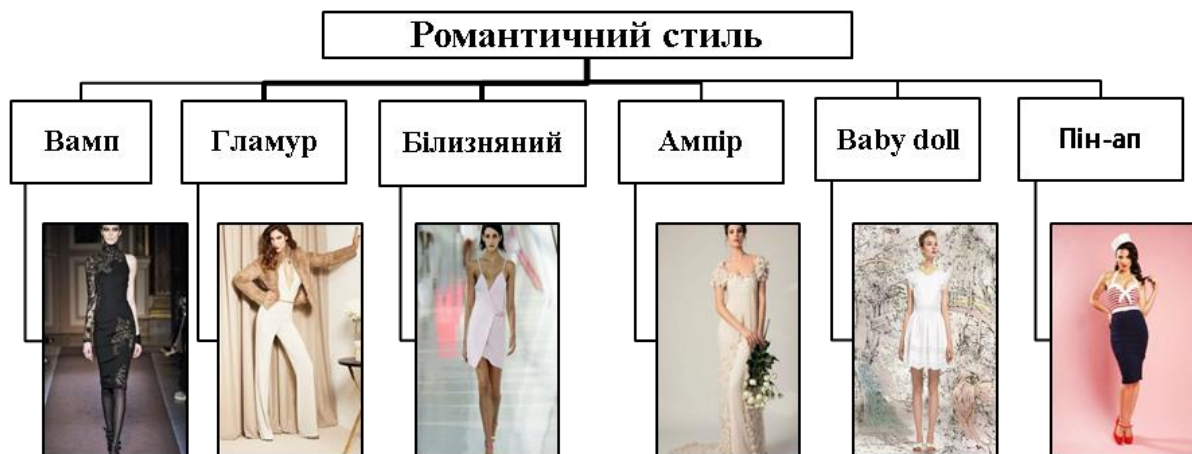 Романтичний стиль
Вамп
Гламур
Білизняний
Ампір
Baby doll
Пін-ап